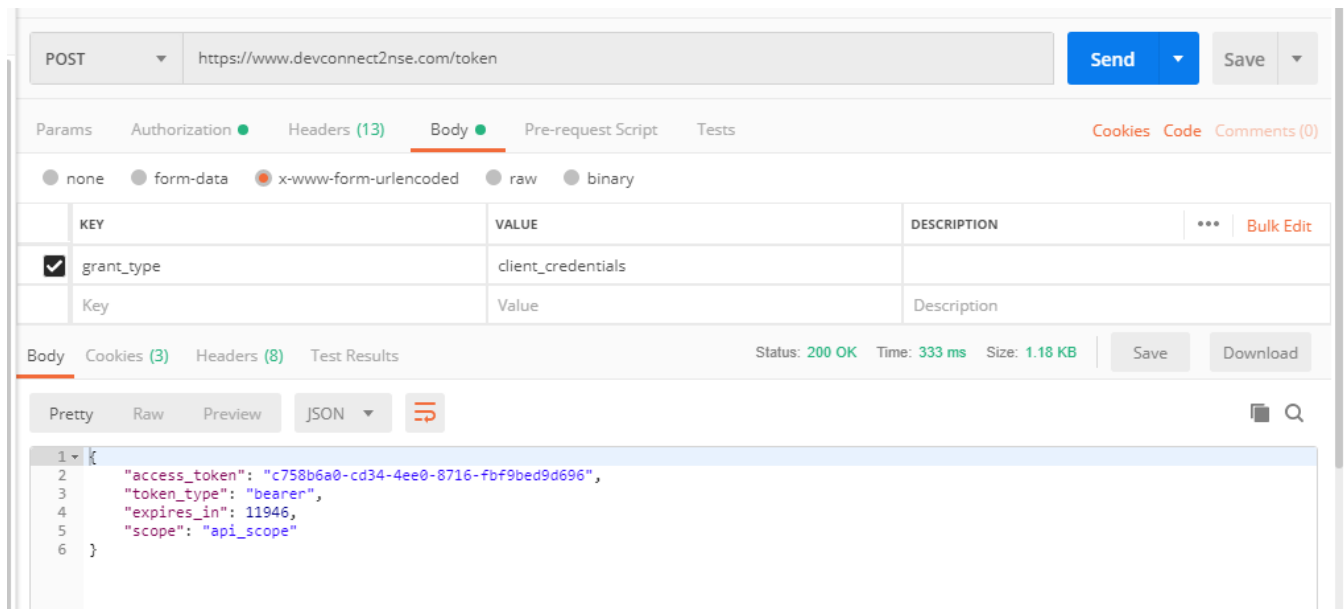 POST https://www.devconnect2nse.com/token Send Save
Params Authorization Headers (13) Body Pre-request Script Tests Cookies Code Comments (0)
none form-data x-www-form-urlencoded raw binary
KEY VALUE DESCRIPTION ••• Bulk Edit
grant_type client_credentials
Key Value Description
Body Cookies (3) Headers (8) Test Results Status: 200 OK Time: 333 ms Size: 1.18 KB Save Download
Pretty Raw Preview JSON
1 {
2 "access_token": "c758b6a0-cd34-4ee0-8716-fbf9bed9d696",
3 "token_type": "bearer",
4 "expires_in": 11946,
5 "scope": "api_scope"
6 }